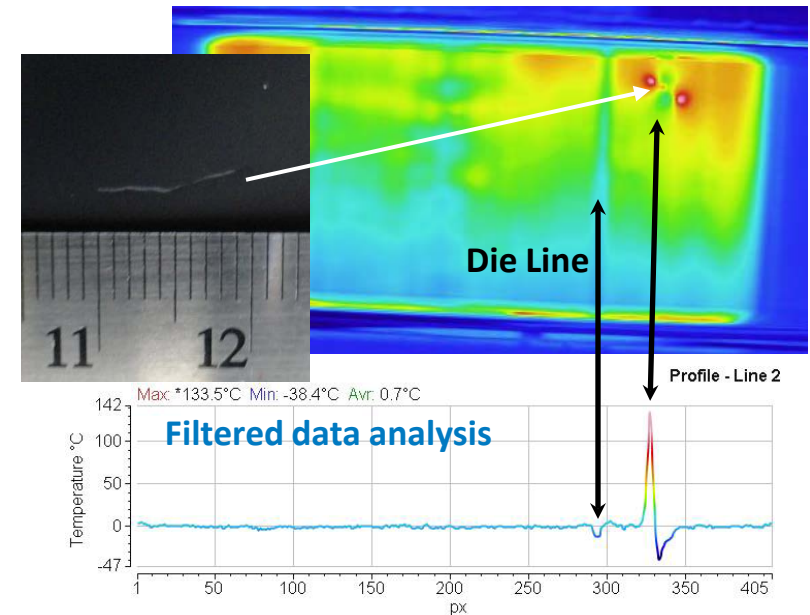 11 12
Die Line
Profile - Line 2
Max: *133.5°C Min: -38.4°C Avr: 0.7°C
Filtered data analysis
Temperature °C
142
100
50
0
-47
1 50 100 150 200 250 300 350 405
px